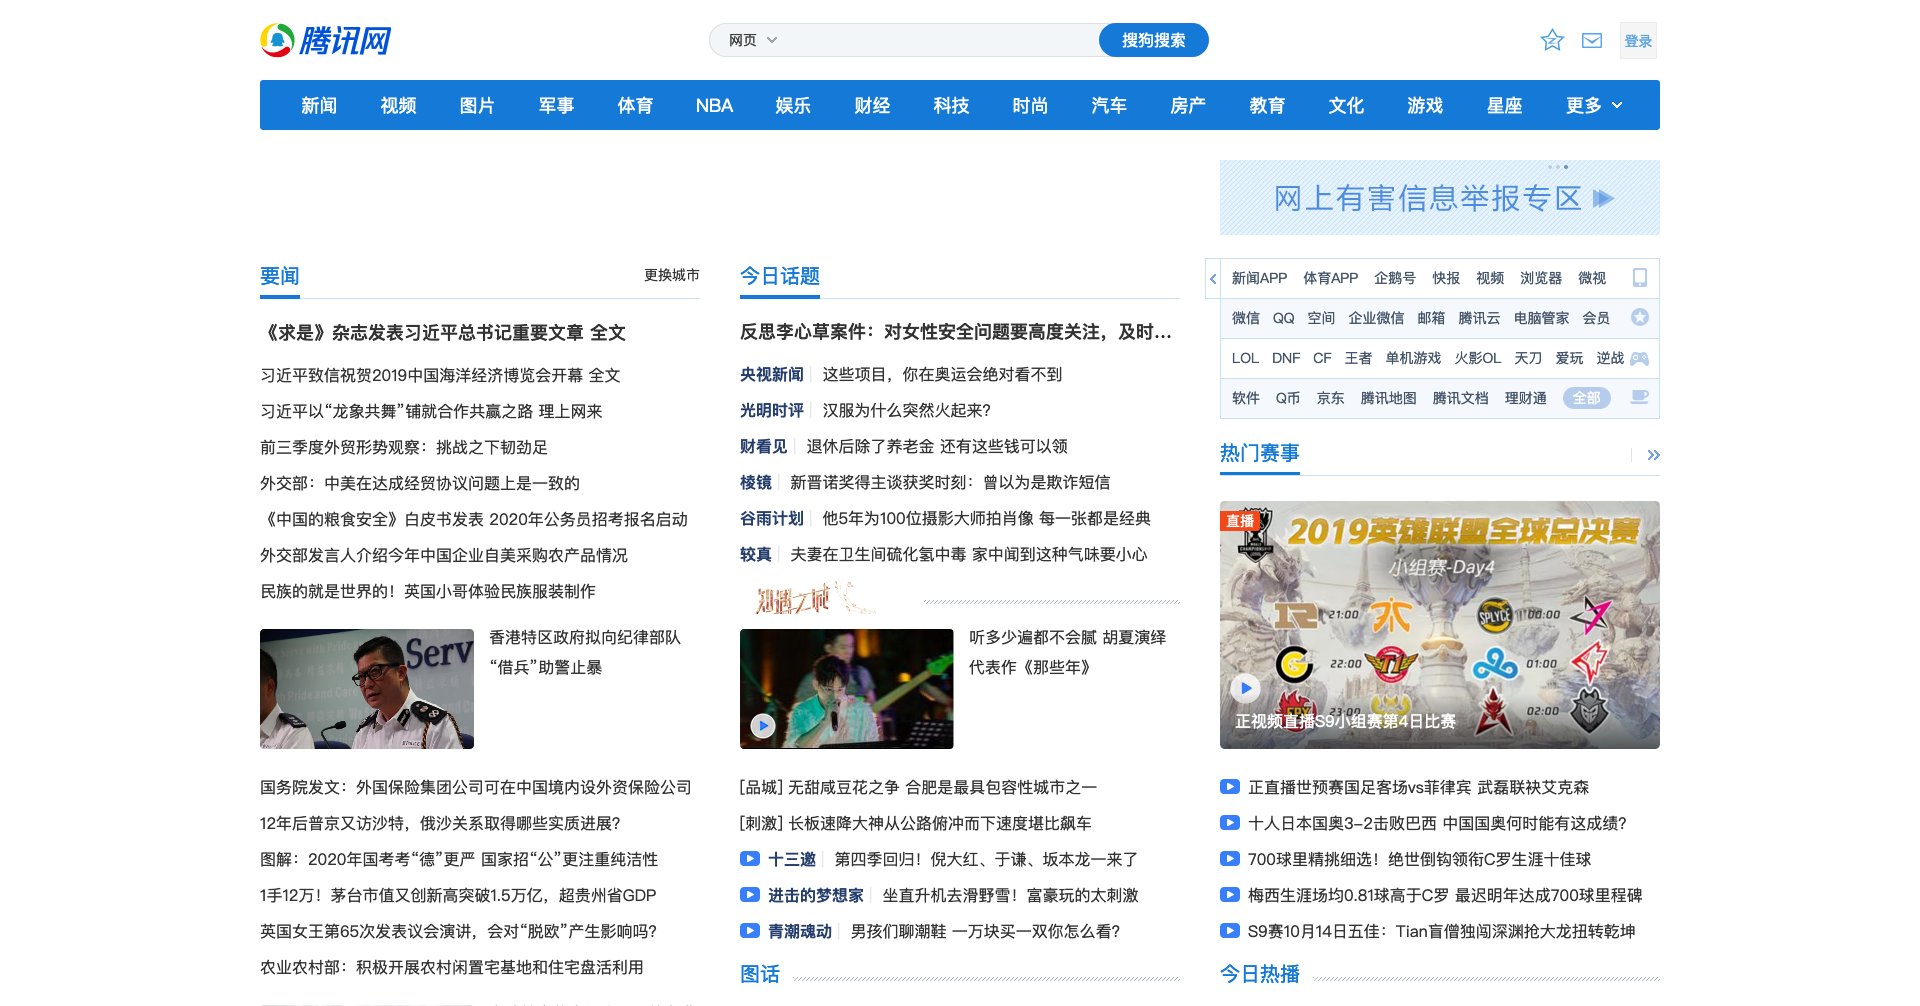 腾讯网
网页
搜狗搜索
登录
新闻 视频 图片 军事 体育 NBA 娱乐 财经 科技 时尚 汽车 房产 教育 文化 游戏 星座 更多
网上有害信息举报专区
要闻
更换城市
《求是》杂志发表习近平总书记重要文章 全文
习近平致信祝贺2019中国海洋经济博览会开幕 全文
习近平以“龙象共舞”铺就合作共赢之路 理上网来
前三季度外贸形势观察：挑战之下韧劲足
外交部：中美在达成经贸协议问题上是一致的
《中国的粮食安全》白皮书发表 2020年公务员招考报名启动
外交部发言人介绍今年中国企业自美采购农产品情况
民族的就是世界的！英国小哥体验民族服装制作
Serv
香港特区政府拟向纪律部队
“借兵”助警止暴
国务院发文：外国保险集团公司可在中国境内设外资保险公司
12年后普京又访沙特，俄沙关系取得哪些实质进展?
图解：2020年国考考“德”更严 国家招“公”更注重纯洁性
1手12万！茅台市值又创新高突破1.5万亿，超贵州省GDP
英国女王第65次发表议会演讲，会对“脱欧”产生影响吗?
农业农村部：积极开展农村闲置宅基地和住宅盘活利用
今日话题
反思李心草案件：对女性安全问题要高度关注，及时...
央视新闻 这些项目，你在奥运会绝对看不到
光明时评 汉服为什么突然火起来?
财看见 退休后除了养老金 还有这些钱可以领
棱镜 新晋诺奖得主谈获奖时刻：曾以为是欺诈短信
谷雨计划 他5年为100位摄影大师拍肖像 每一张都是经典
较真 夫妻在卫生间硫化氢中毒 家中闻到这种气味要小心
知遇之城
听多少遍都不会腻 胡夏演绎
代表作《那些年》
[品城] 无甜咸豆花之争 合肥是最具包容性城市之一
[刺激] 长板速降大神从公路俯冲而下速度堪比飙车
十三邀 第四季回归！倪大红、于谦、坂本龙一来了
进击的梦想家 坐直升机去滑野雪！富豪玩的太刺激
青潮魂动 男孩们聊潮鞋 一万块买一双你怎么看?
图话
新闻APP 体育APP 企鹅号 快报 视频 浏览器 微视
微信 QQ 空间 企业微信 邮箱 腾讯云 电脑管家 会员
LOL DNF CF 王者 单机游戏 火影OL 天刀 爱玩 逆战
软件 Q币 京东 腾讯地图 腾讯文档 理财通 全部
热门赛事
直播
2019英雄联盟全球总决赛
小组赛-Day4
21:00 SPLYCE 00:00
22:00 01:00
23:00 02:00
正视频直播S9小组赛第4日比赛
正直播世预赛国足客场vs菲律宾 武磊联袂艾克森
十人日本国奥3-2击败巴西 中国国奥何时能有这成绩?
700球里精挑细选！绝世倒钩领衔C罗生涯十佳球
梅西生涯场均0.81球高于C罗 最迟明年达成700球里程碑
S9赛10月14日五佳：Tian盲僧独闯深渊抢大龙扭转乾坤
今日热播